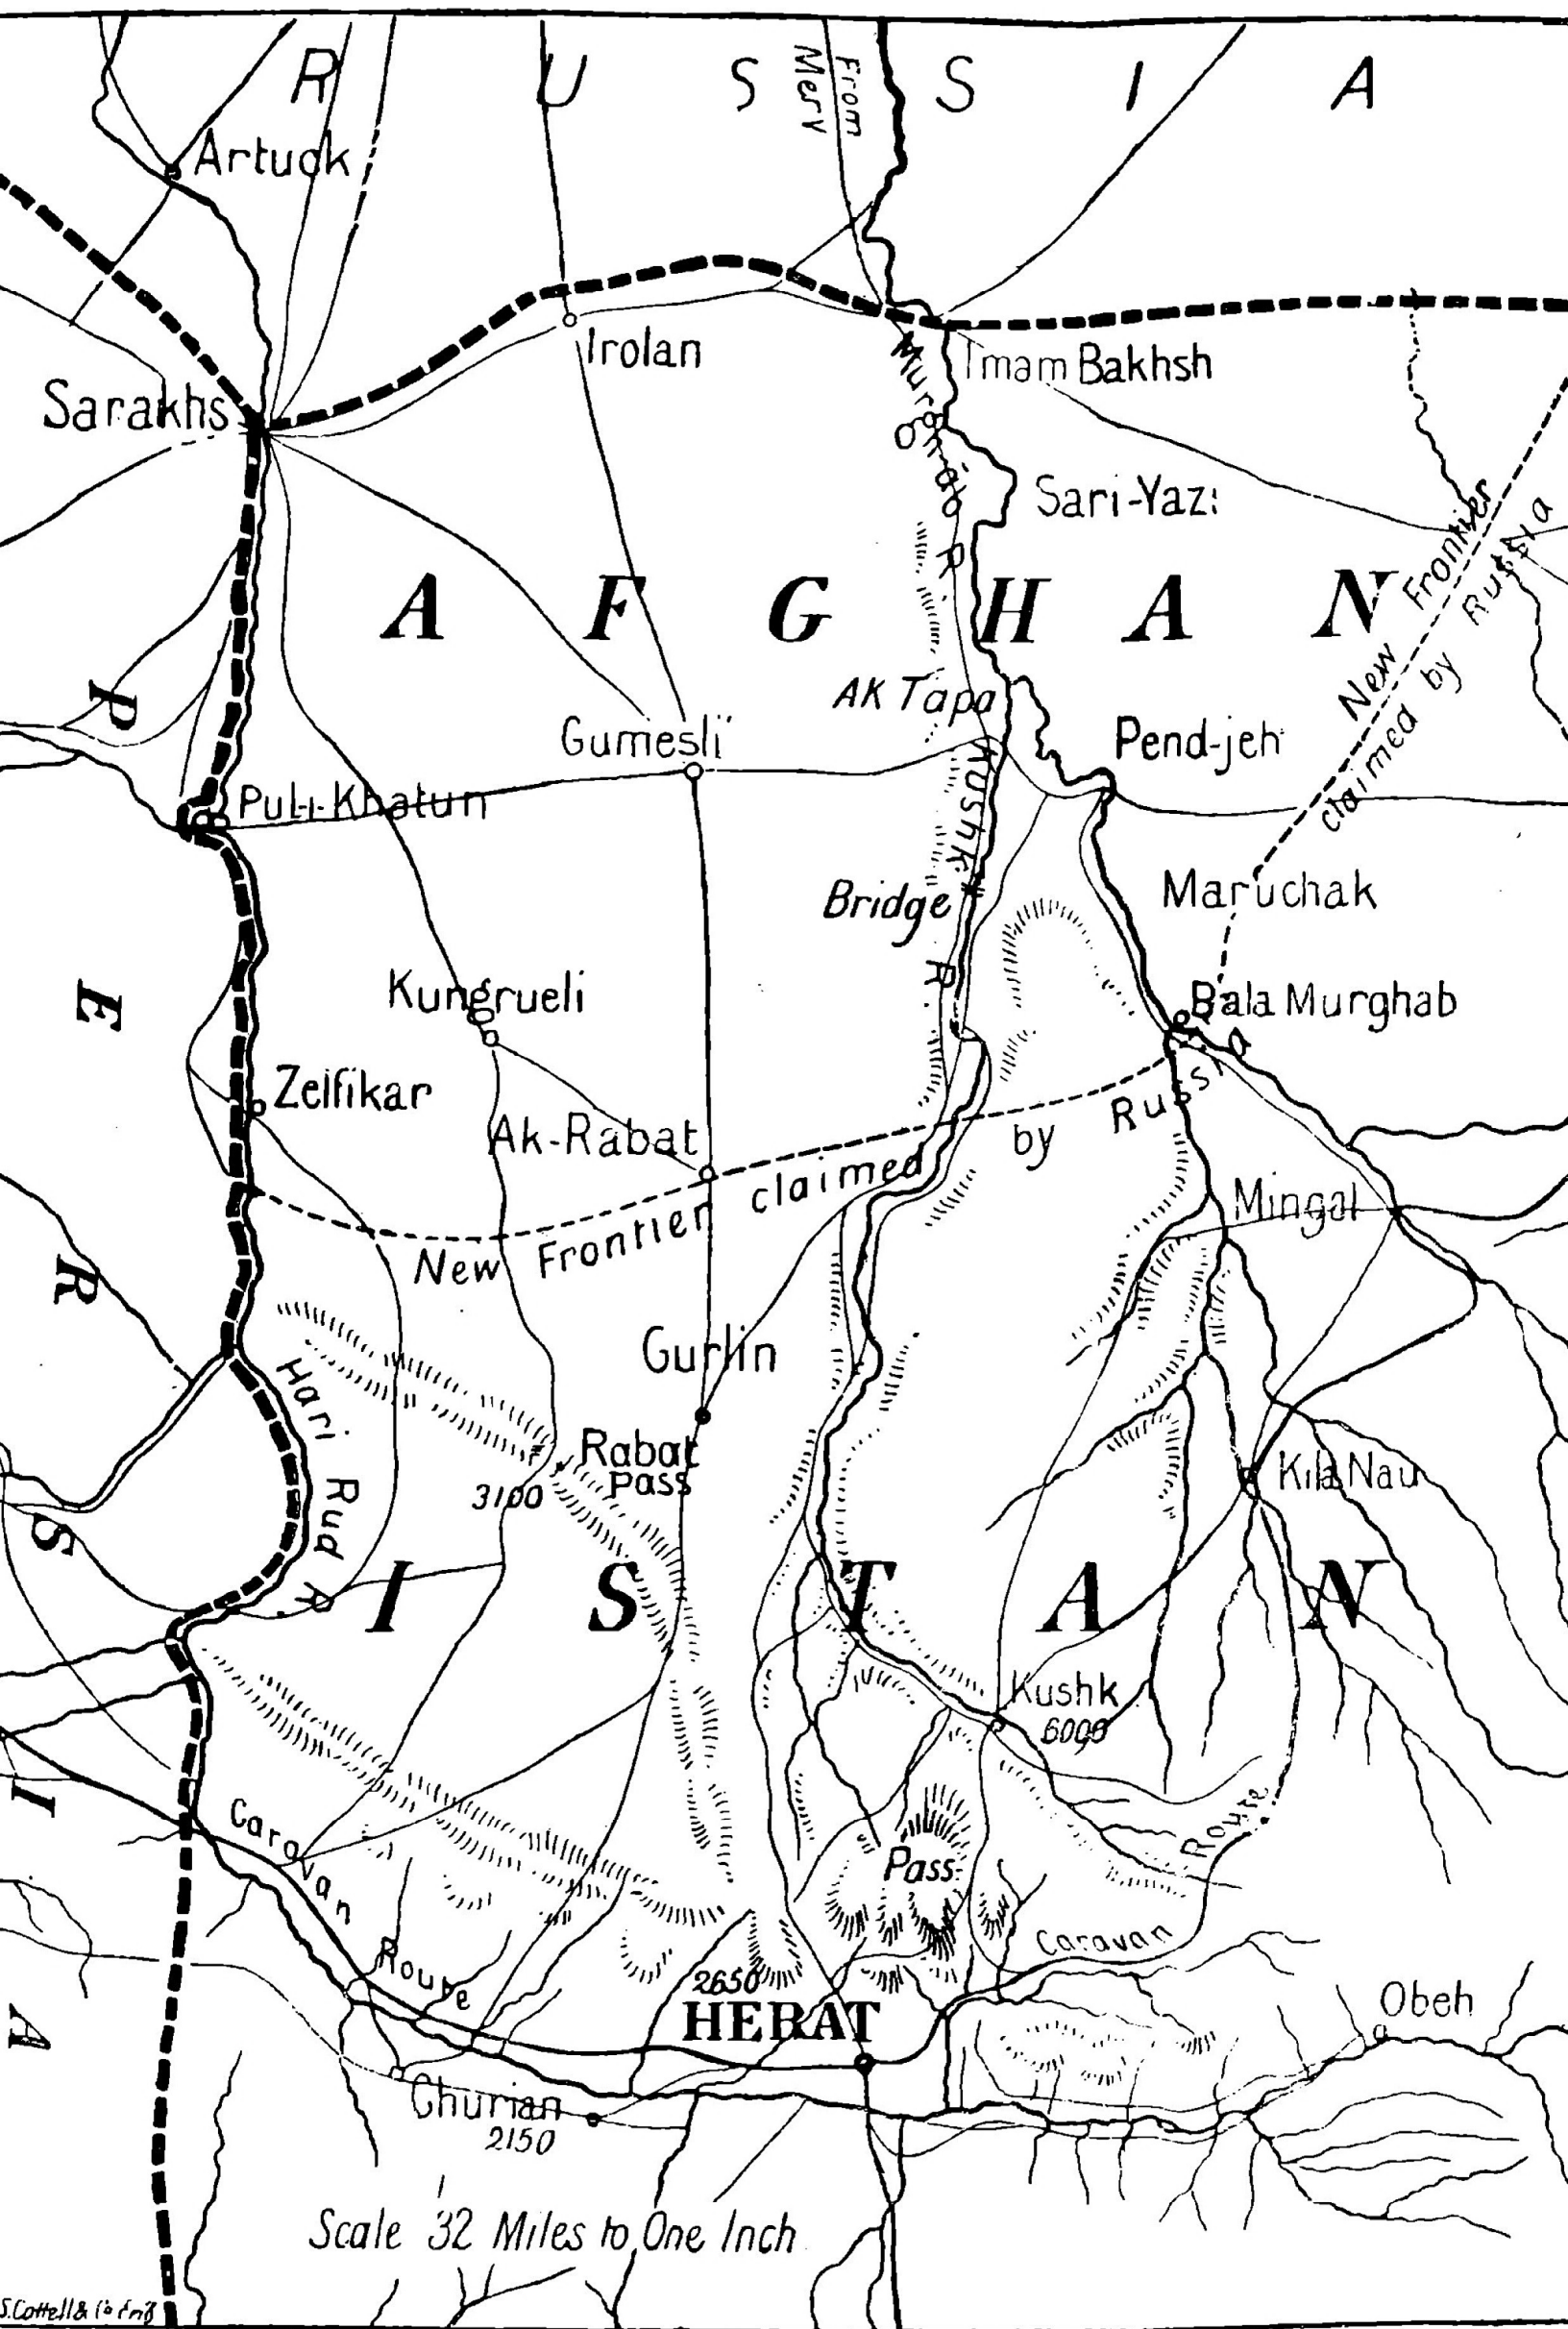 RUSSIA
From
Merv
Artuck
Irolan
Imam Bakhsh
Sarakhs
Murghab R
Sari-Yazi
AFGHAN
New Frontier
claimed by Russia
AK Tapa
Pend-jeh
Gumesli
Pul-i-Khatun
Kushk R
Bridge
Maruchak
PERSIA
Kungrueli
Bala Murghab
Zelfikar
Ak-Rabat
New Frontier claimed by Russia
Mingal
Gurlin
Hari Rud R
Rabat
Pass
3100
Kila Nau
ISTAN
Kushk
6000
Caravan Route
Pass
Caravan Route
2650
HERAT
Obeh
Ghurian
2150
Scale 32 Miles to One Inch
S. Cottell & Co Eng